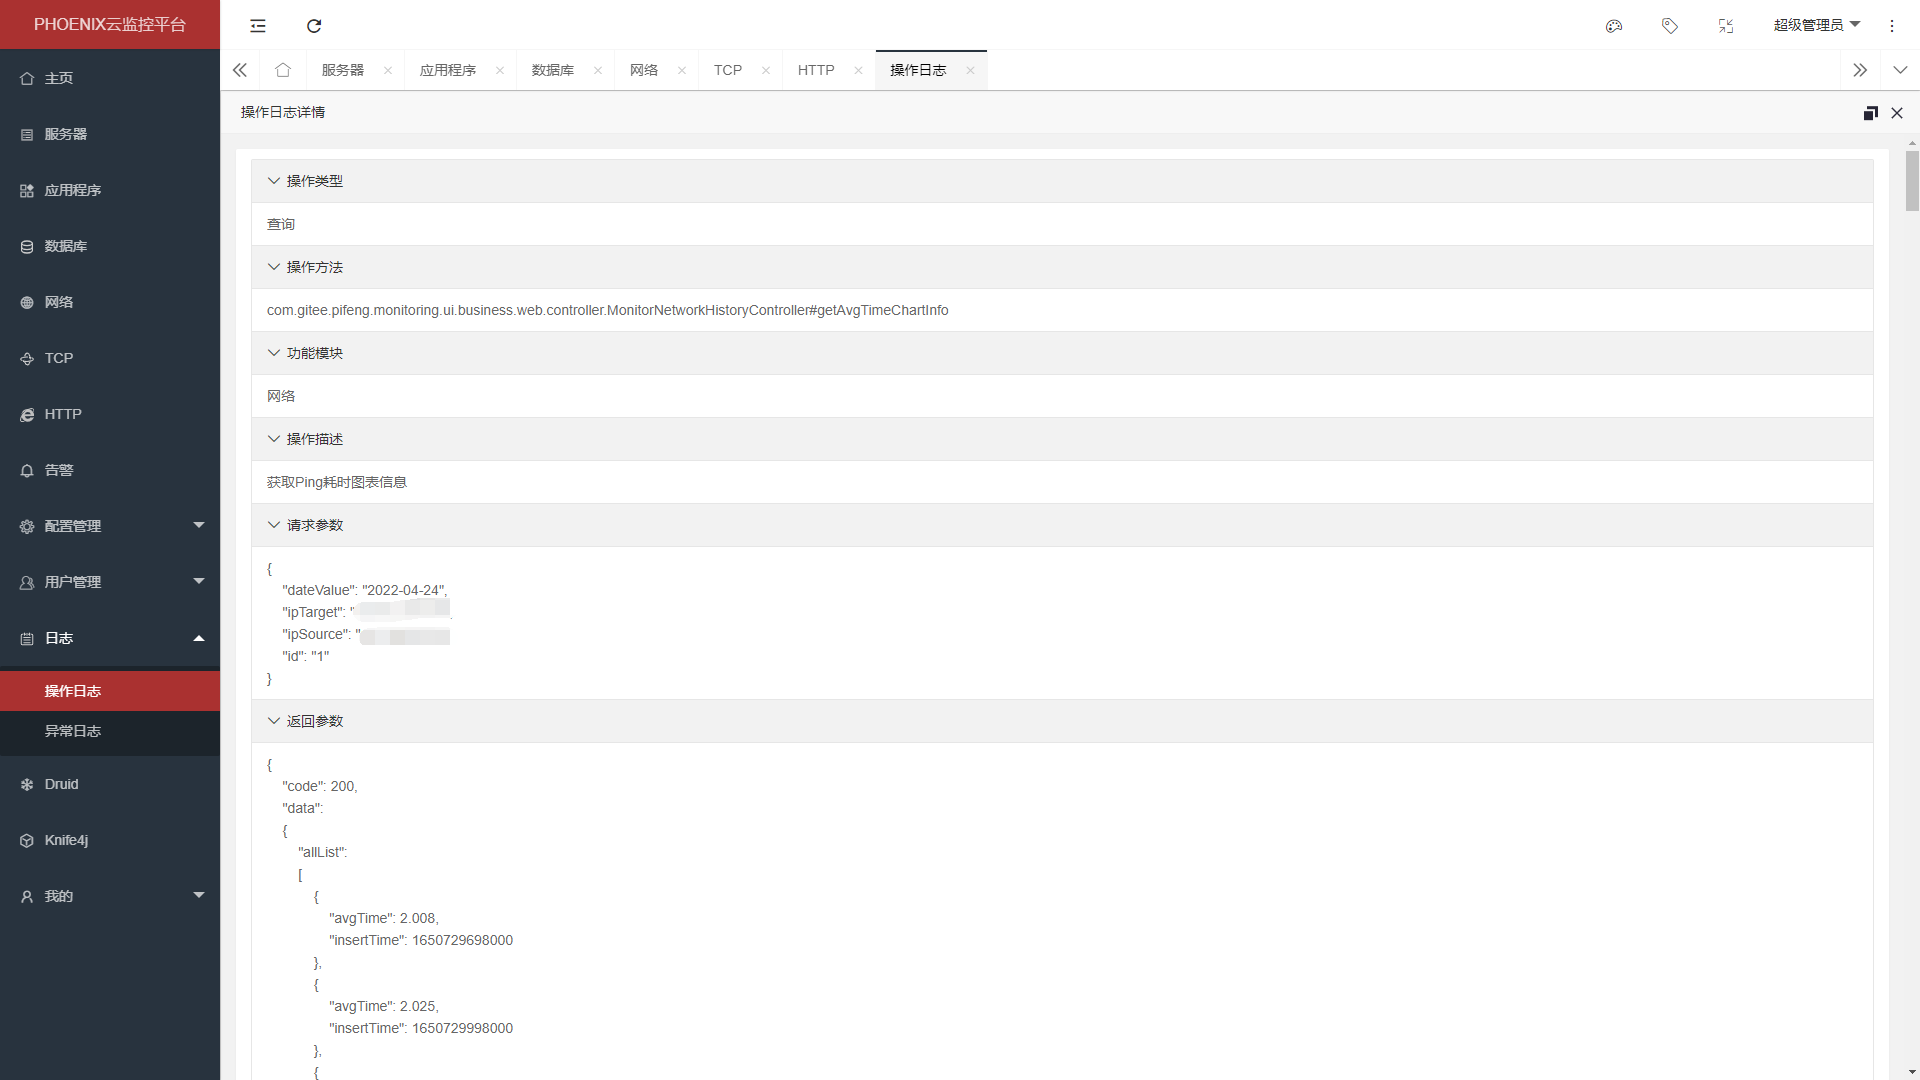 PHOENIX云监控平台
超级管理员
主页
服务器
应用程序
数据库
网络
TCP
HTTP
告警
配置管理
用户管理
日志
操作日志
异常日志
Druid
Knife4j
我的
服务器
应用程序
数据库
网络
TCP
HTTP
操作日志
操作日志详情
操作类型
查询
操作方法
com.gitee.pifeng.monitoring.ui.business.web.controller.MonitorNetworkHistoryController#getAvgTimeChartInfo
功能模块
网络
操作描述
获取Ping耗时图表信息
请求参数
{
"dateValue": "2022-04-24",
"ipTarget": "
"ipSource": "
"id": "1"
}
返回参数
{
"code": 200,
"data":
{
"allList":
[
{
"avgTime": 2.008,
"insertTime": 1650729698000
},
{
"avgTime": 2.025,
"insertTime": 1650729998000
},
{